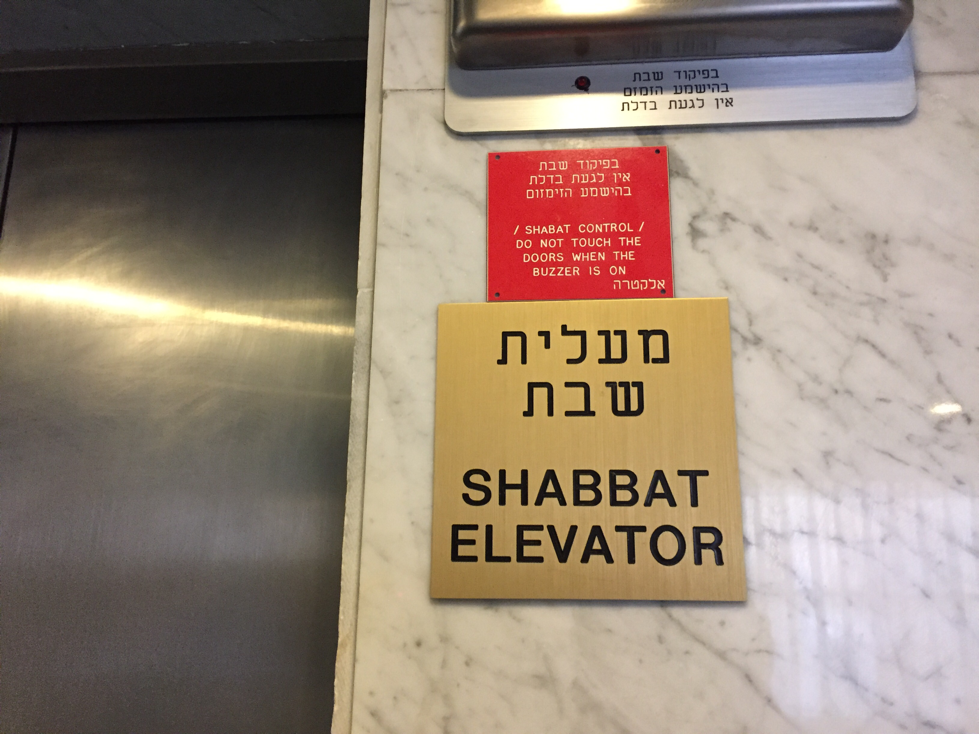 בפיקוד שבת
בהישמע הזמזום
אין לגעת בדלת
בפיקוד שבת
אין לגעת בדלת
בהישמע הזימזום
/ SHABAT CONTROL /
DO NOT TOUCH THE
DOORS WHEN THE
BUZZER IS ON
אלקטרה
מעלית
שבת
SHABBAT
ELEVATOR